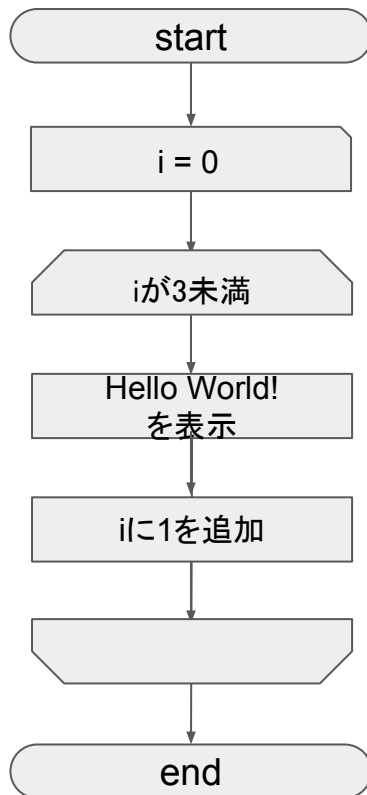 start
i = 0
iが3未満
Hello World!
を表示
iに1を追加
end